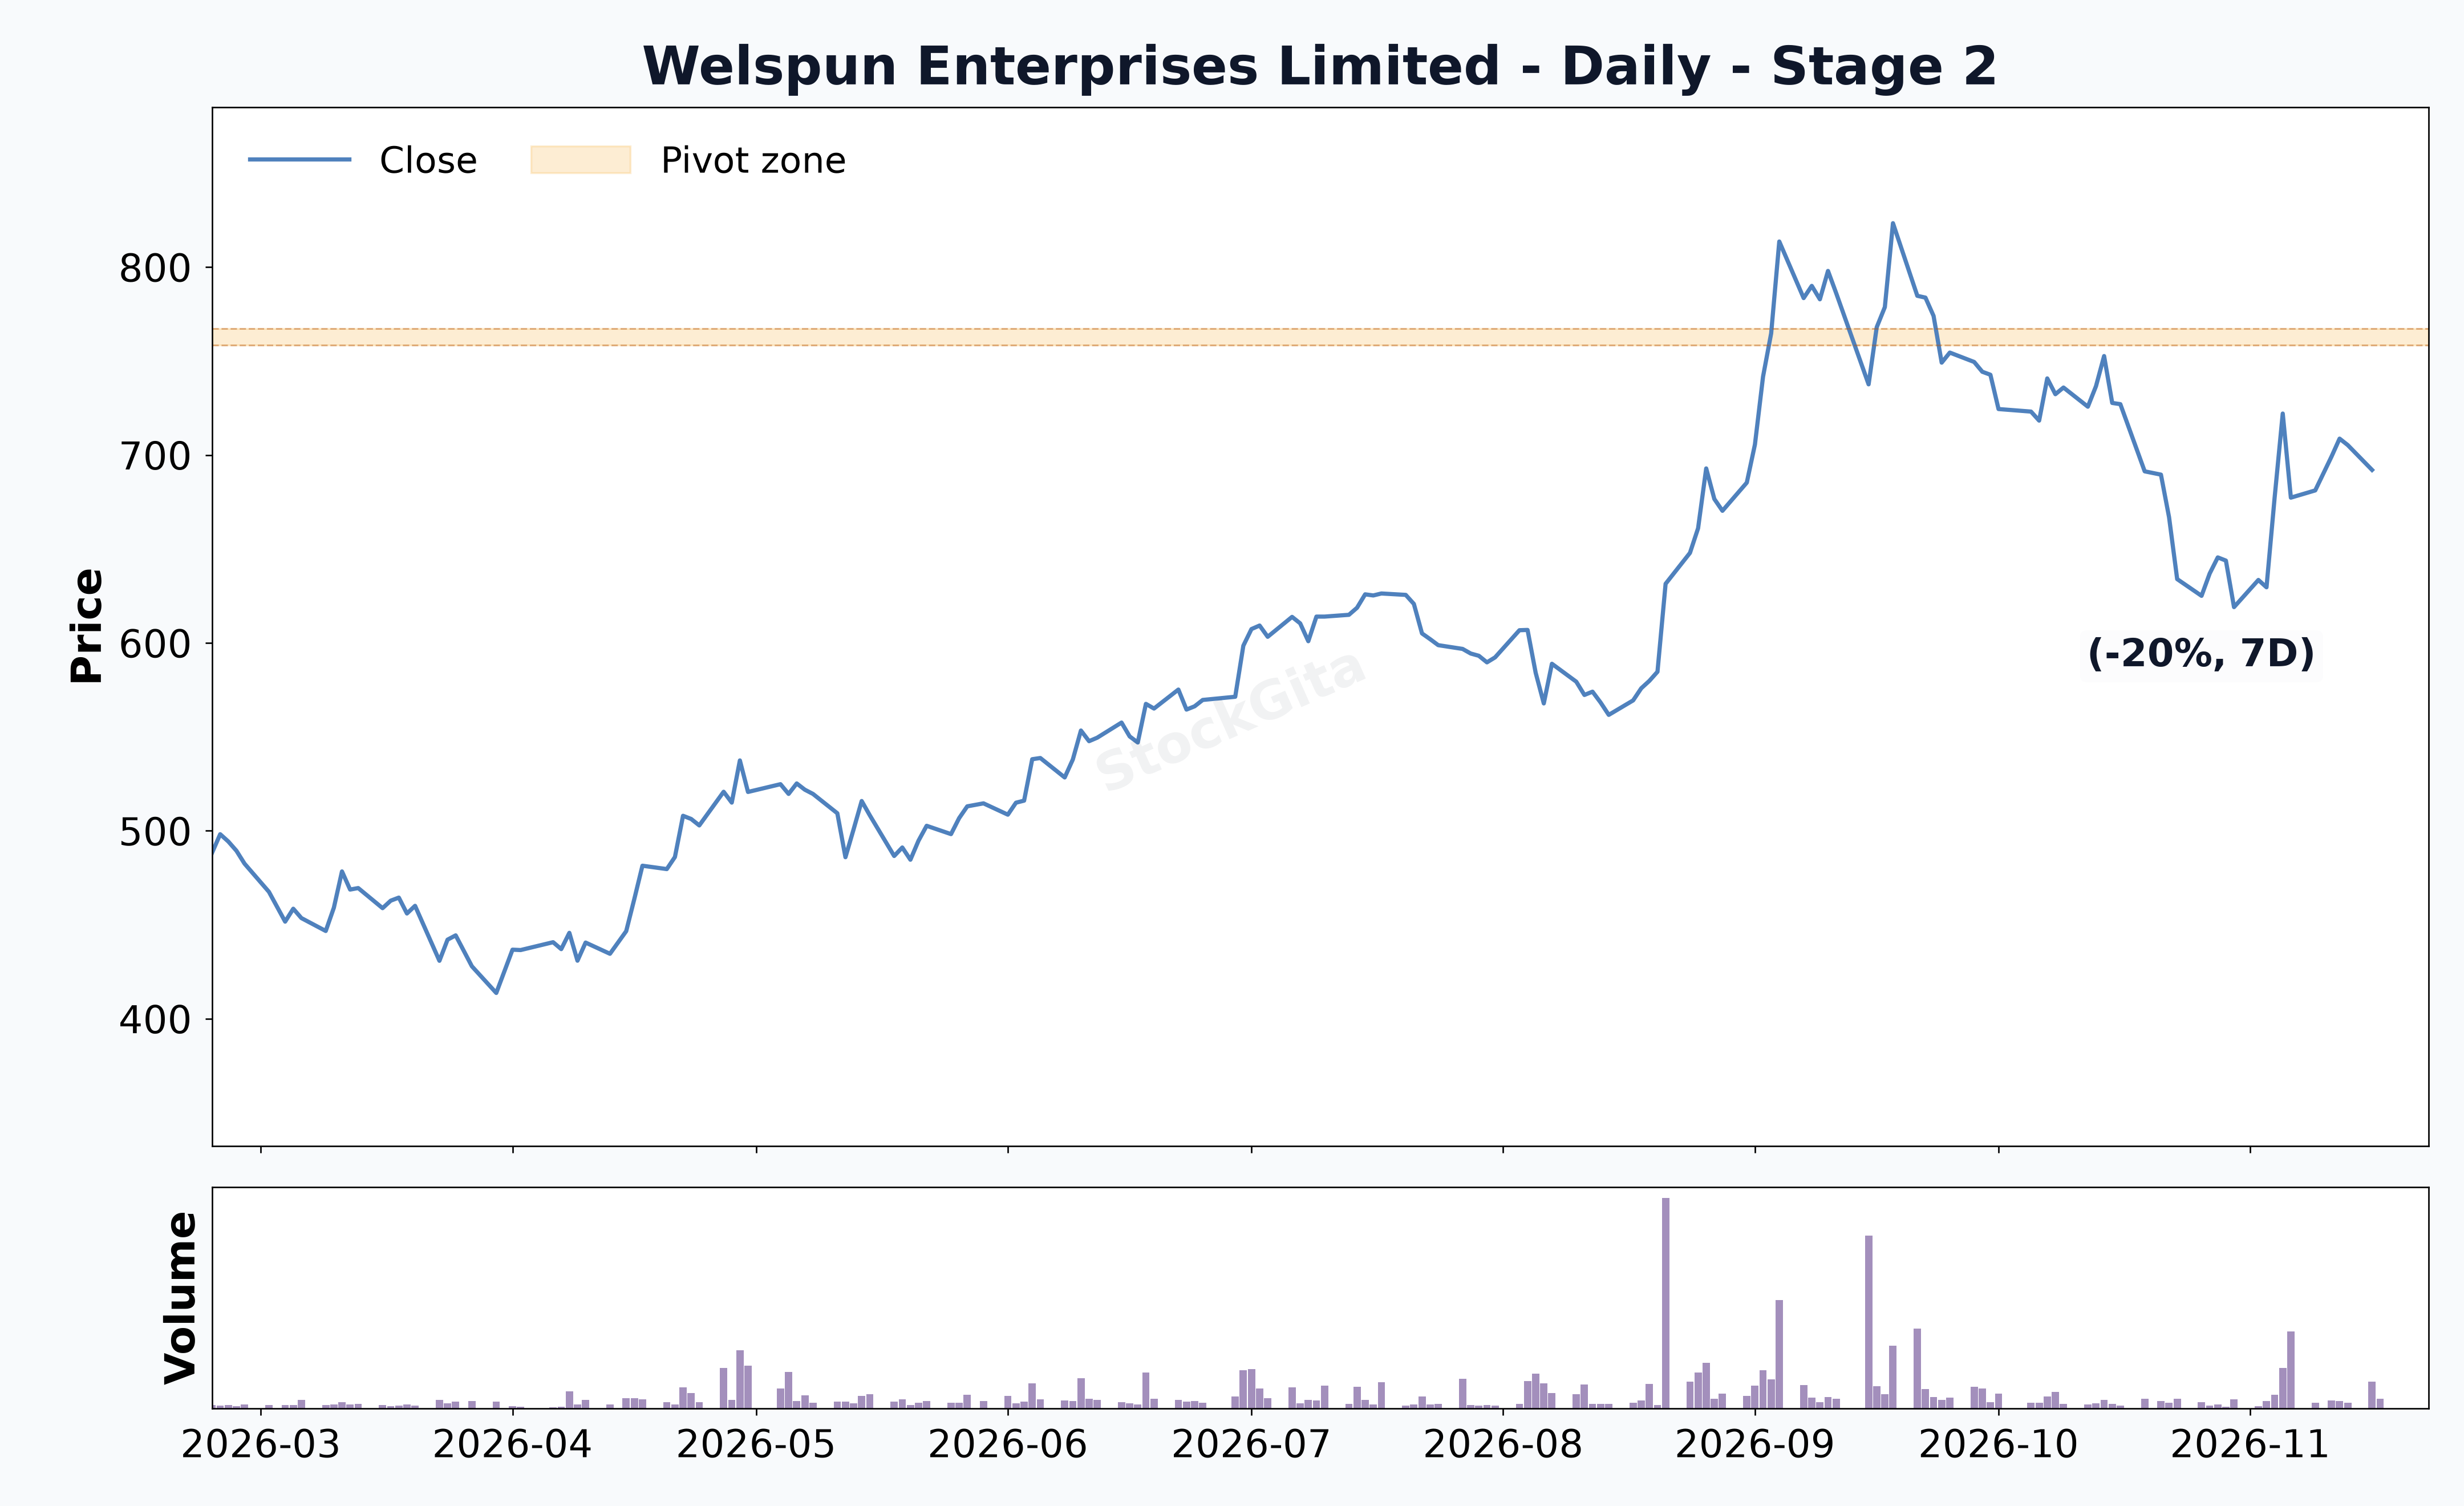 Welspun Enterprises Limited - Daily - Stage 2
Close
Pivot zone
Price
800
700
600
500
400
StockGita
(-20%, 7D)
Volume
2026-03
2026-04
2026-05
2026-06
2026-07
2026-08
2026-09
2026-10
2026-11